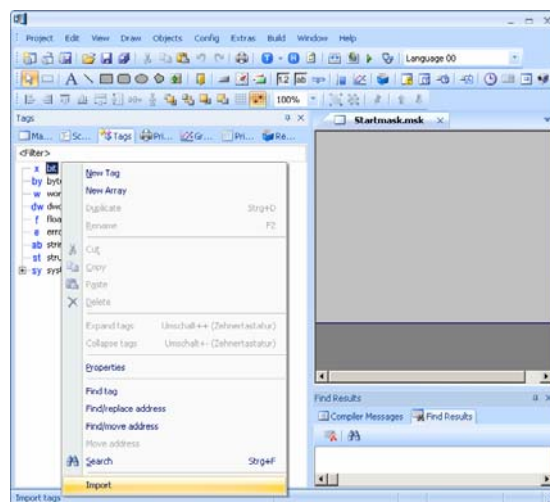 Project Edit View Draw Objects Config Extras Build Window Help
Language 00
100%
Tags
Startmask.msk
Ma... Sc... Tags Pri... Gr... Pri... Re...
<Filter>
x bit
by byt
w wor
dw dwo
f floa
e erro
ab strin
st stru
sy syst
New Tag
New Array
Duplicate Strg+D
Rename F2
Cut
Copy
Paste
Delete
Expand tags Umschalt++ (Zehnertastatur)
Collapse tags Umschalt+- (Zehnertastatur)
Properties
Find tag
Find/replace address
Find/move address
Move address
Search Strg+F
Import
Find Results
Compiler Messages Find Results
Import tags